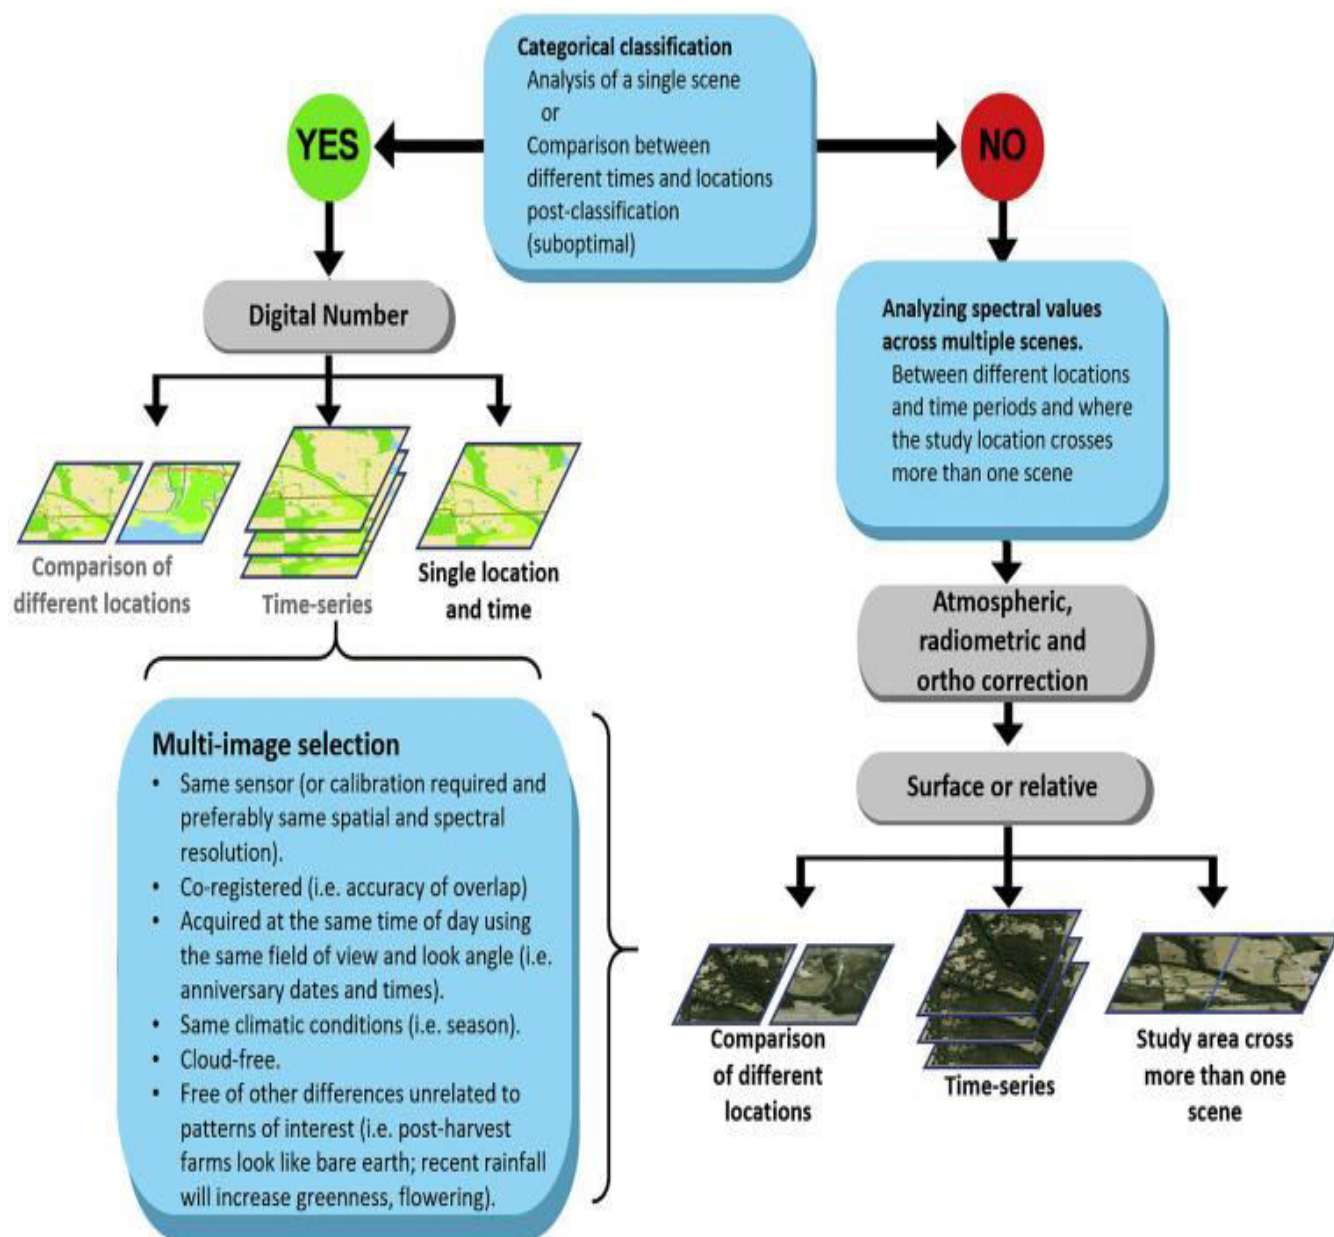 Categorical classification
Analysis of a single scene
or
Comparison between
different times and locations
post-classification
(suboptimal)
YES
NO
Digital Number
Comparison of
different locations
Time-series
Single location
and time
Analyzing spectral values
across multiple scenes.
Between different locations
and time periods and where
the study location crosses
more than one scene
Atmospheric,
radiometric and
ortho correction
Surface or relative
Multi-image selection
• Same sensor (or calibration required and
preferably same spatial and spectral
resolution).
• Co-registered (i.e. accuracy of overlap)
• Acquired at the same time of day using
the same field of view and look angle (i.e.
anniversary dates and times).
• Same climatic conditions (i.e. season).
• Cloud-free.
• Free of other differences unrelated to
patterns of interest (i.e. post-harvest
farms look like bare earth; recent rainfall
will increase greenness, flowering).
Comparison
of different
locations
Time-series
Study area cross
more than one
scene